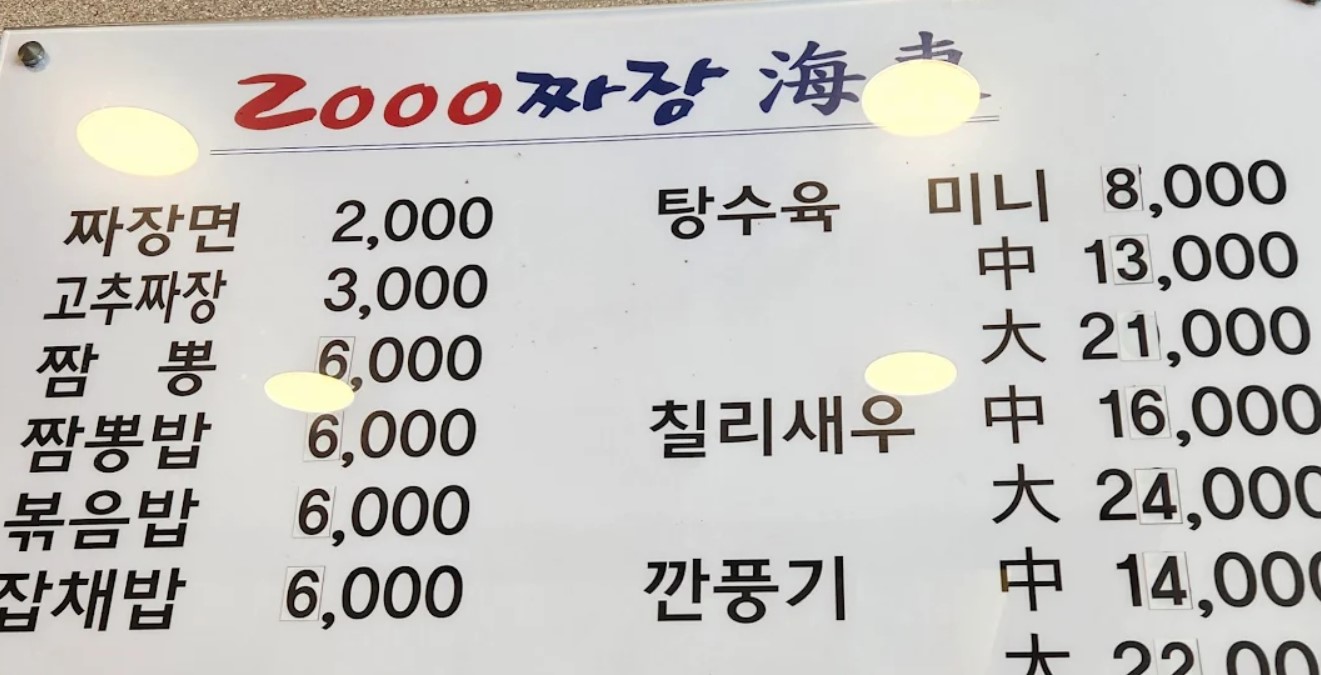 2000짜장 海
짜장면 2,000
고추짜장 3,000
짬 뽕 6,000
짬뽕밥 6,000
볶음밥 6,000
잡채밥 6,000
탕수육 미니 8,000
中 13,000
大 21,000
칠리새우 中 16,000
大 24,000
깐풍기 中 14,000
大 22,00